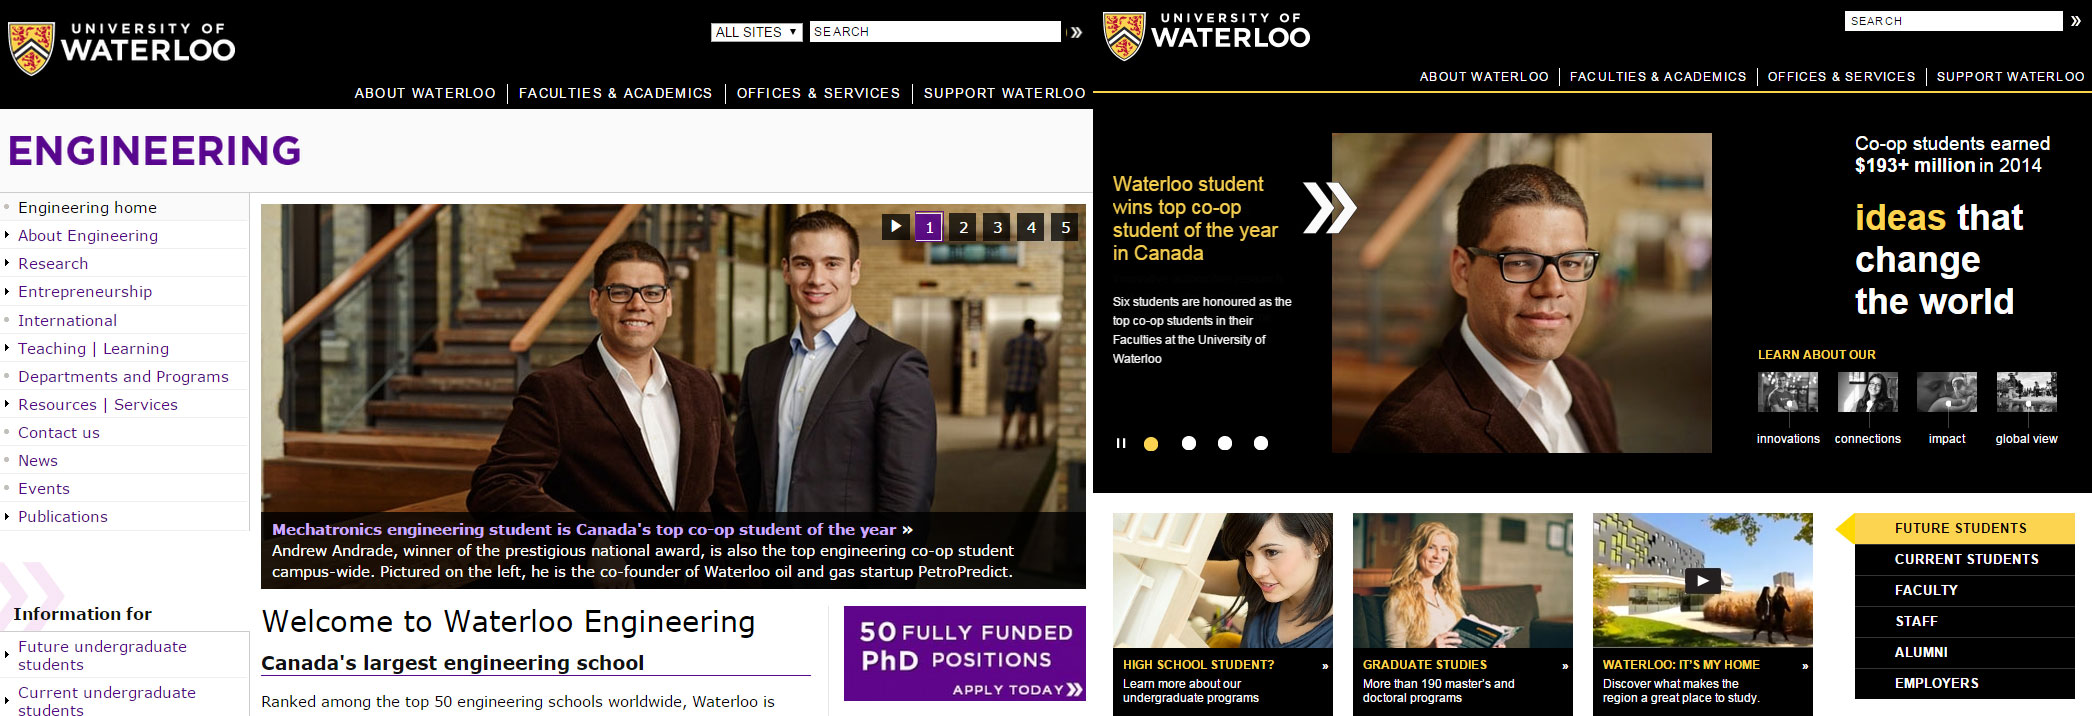 UNIVERSITY OF
WATERLOO
ALL SITES
SEARCH
ABOUT WATERLOO
FACULTIES & ACADEMICS
OFFICES & SERVICES
SUPPORT WATERLOO
ENGINEERING
Engineering home
About Engineering
Research
Entrepreneurship
International
Teaching | Learning
Departments and Programs
Resources | Services
Contact us
News
Events
Publications
Information for
Future undergraduate
students
Current undergraduate
students
1 2 3 4 5
Mechatronics engineering student is Canada's top co-op student of the year »
Andrew Andrade, winner of the prestigious national award, is also the top engineering co-op student
campus-wide. Pictured on the left, he is the co-founder of Waterloo oil and gas startup PetroPredict.
Welcome to Waterloo Engineering
Canada's largest engineering school
Ranked among the top 50 engineering schools worldwide, Waterloo is
50 FULLY FUNDED
PhD POSITIONS
APPLY TODAY
UNIVERSITY OF
WATERLOO
SEARCH
ABOUT WATERLOO
FACULTIES & ACADEMICS
OFFICES & SERVICES
SUPPORT WATERLOO
Waterloo student
wins top co-op
student of the year
in Canada
Six students are honoured as the
top co-op students in their
Faculties at the University of
Waterloo
Co-op students earned
$193+ million in 2014
ideas that
change
the world
LEARN ABOUT OUR
innovations
connections
impact
global view
HIGH SCHOOL STUDENT? »
Learn more about our
undergraduate programs
GRADUATE STUDIES »
More than 190 master's and
doctoral programs
WATERLOO: IT'S MY HOME »
Discover what makes the
region a great place to study.
FUTURE STUDENTS
CURRENT STUDENTS
FACULTY
STAFF
ALUMNI
EMPLOYERS